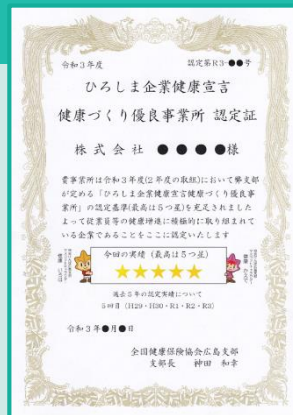 令和3年度 認定第R3-●●号
ひろしま企業健康宣言
健康づくり優良事業所 認定証
株式会社 ●●●●様
貴事業所は令和3年度(2年度の取組)において弊支部
が定める「ひろしま企業健康宣言健康づくり優良事
業所」の認定基準(最高は5つ星)を充足されました
よって従業員等の健康増進に積極的に取り組まれて
いる企業であることをここに認定いたします
今回の実績(最高は5つ星)
★★★★★
過去5年の認定実績について
5回(H29・H30・R1・R2・R3)
令和3年●月●日
全国健康保険協会広島支部
支部長 神田 和幸